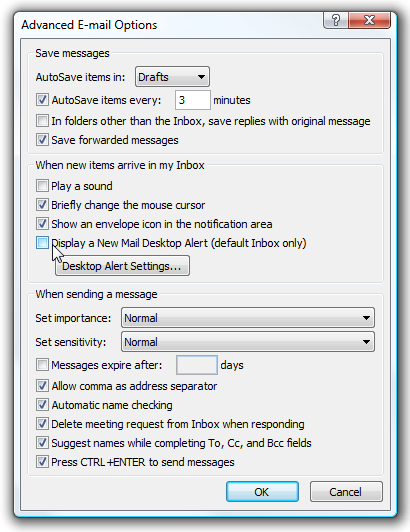 Advanced E-mail Options
Save messages
AutoSave items in: Drafts
AutoSave items every: 3 minutes
In folders other than the Inbox, save replies with original message
Save forwarded messages
When new items arrive in my Inbox
Play a sound
Briefly change the mouse cursor
Show an envelope icon in the notification area
Display a New Mail Desktop Alert (default Inbox only)
Desktop Alert Settings...
When sending a message
Set importance: Normal
Set sensitivity: Normal
Messages expire after: days
Allow comma as address separator
Automatic name checking
Delete meeting request from Inbox when responding
Suggest names while completing To, Cc, and Bcc fields
Press CTRL+ENTER to send messages
OK Cancel